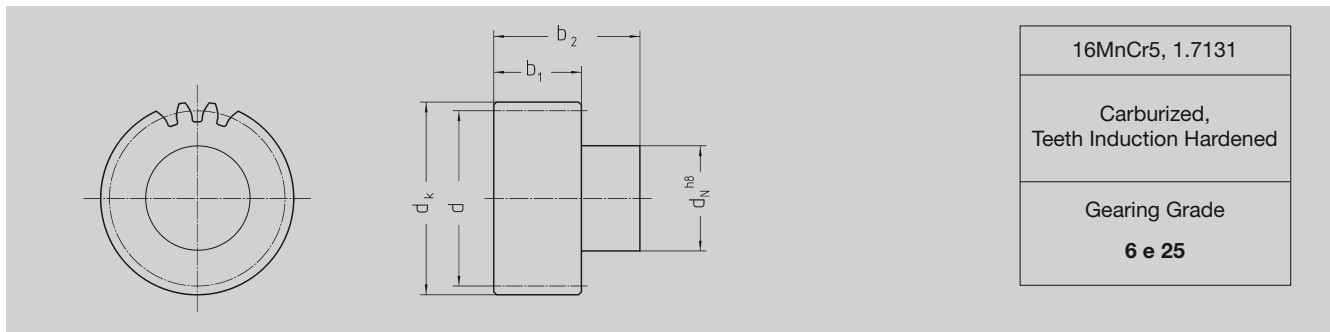 b2
b1
dk
d
dN h8
16MnCr5, 1.7131
Carburized,
Teeth Induction Hardened
Gearing Grade
6 e 25